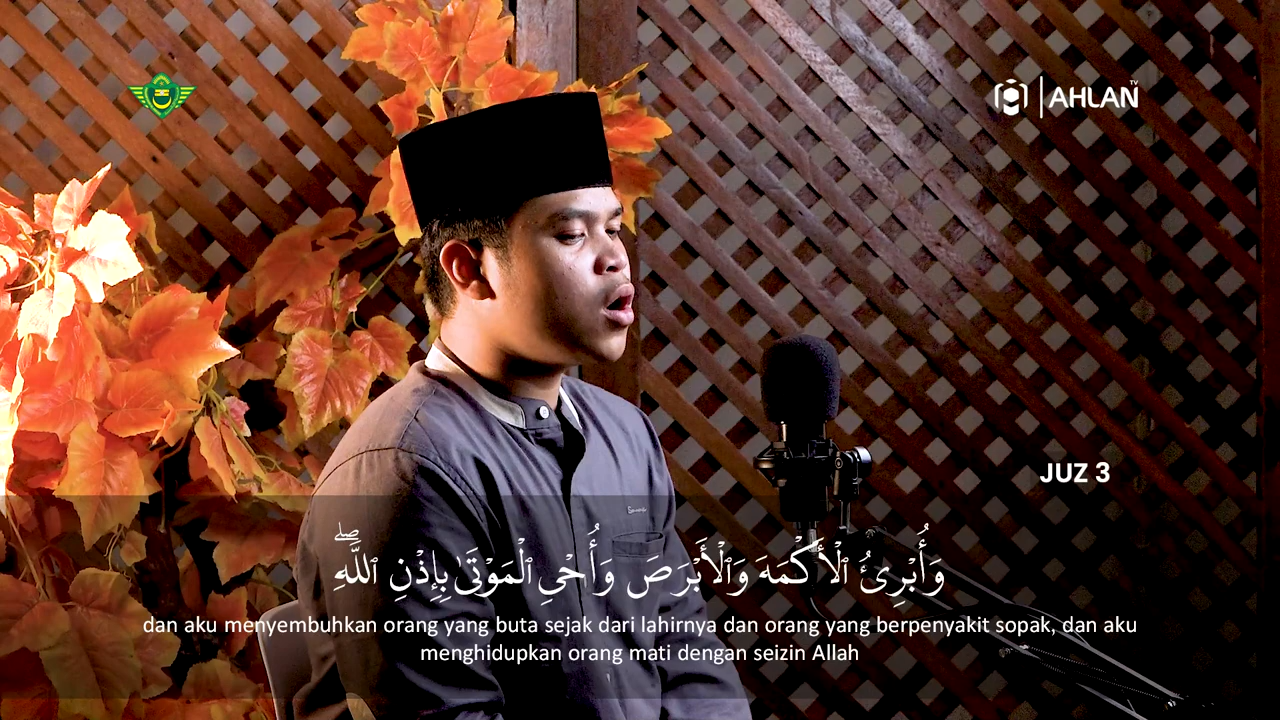 AHLAN TV
JUZ 3
وَأُبْرِئُ ٱلْأَكْمَهَ وَٱلْأَبْرَصَ وَأُحْىِ ٱلْمَوْتَىٰ بِإِذْنِ ٱللَّهِ ۖ
dan aku menyembuhkan orang yang buta sejak dari lahirnya dan orang yang berpenyakit sopak, dan aku
menghidupkan orang mati dengan seizin Allah